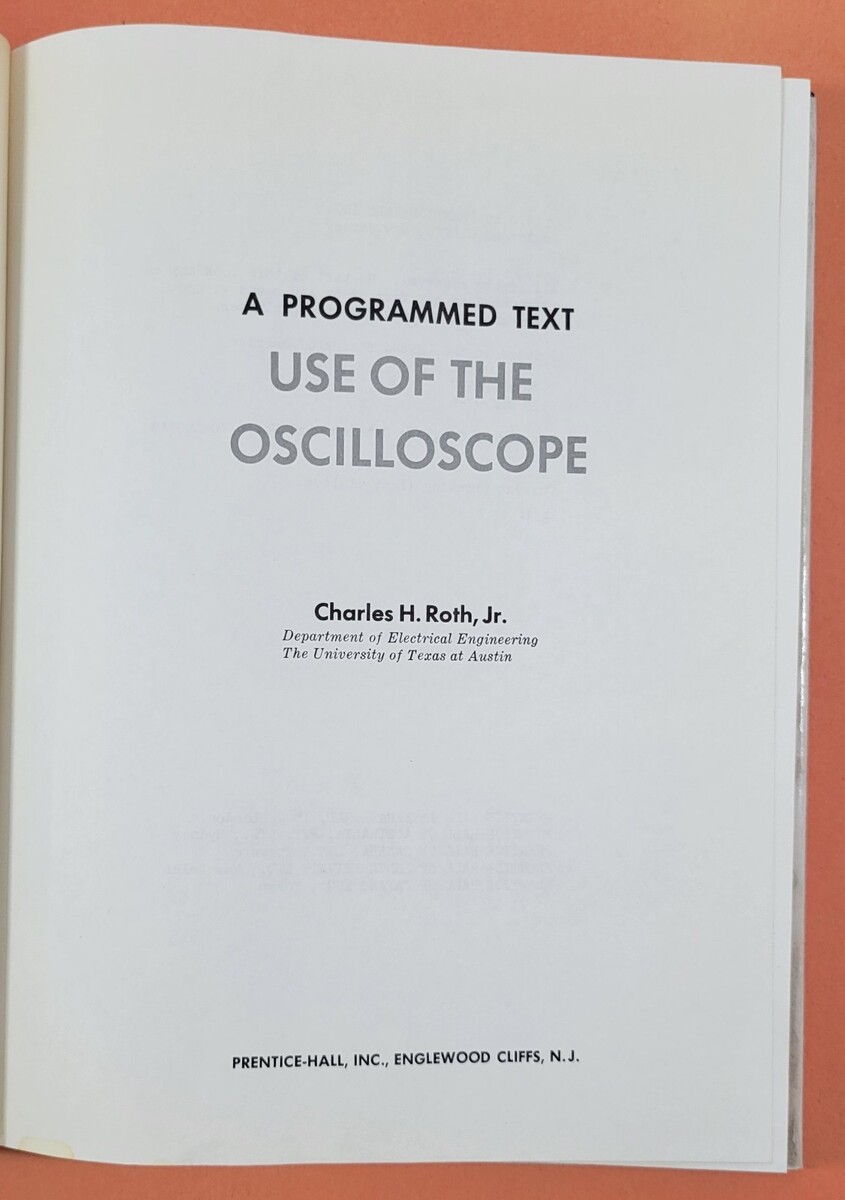 A PROGRAMMED TEXT
USE OF THE
OSCILLOSCOPE
Charles H. Roth, Jr.
Department of Electrical Engineering
The University of Texas at Austin
PRENTICE-HALL, INC., ENGLEWOOD CLIFFS, N.J.